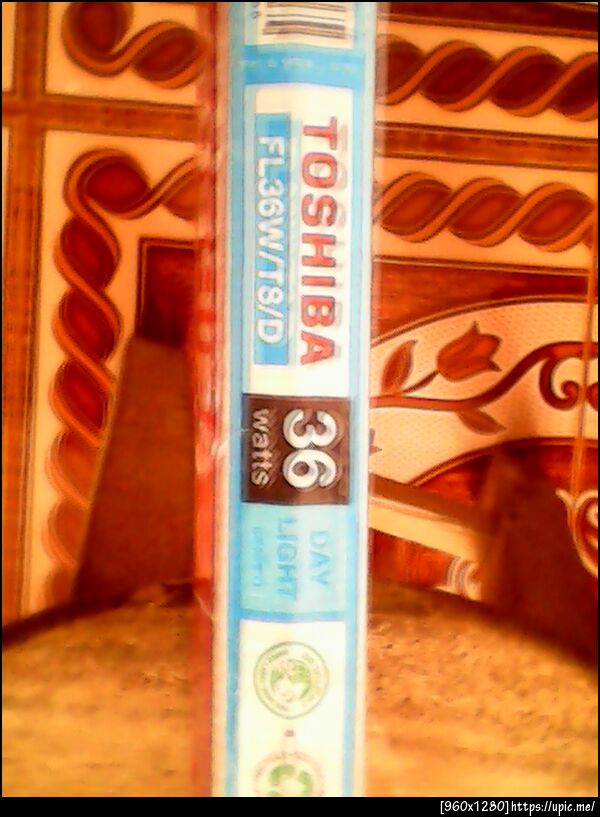 TOSHIBA
FL36W/T8/D
36
watts
DAY
LIGHT
[960x1280]https://upic.me/